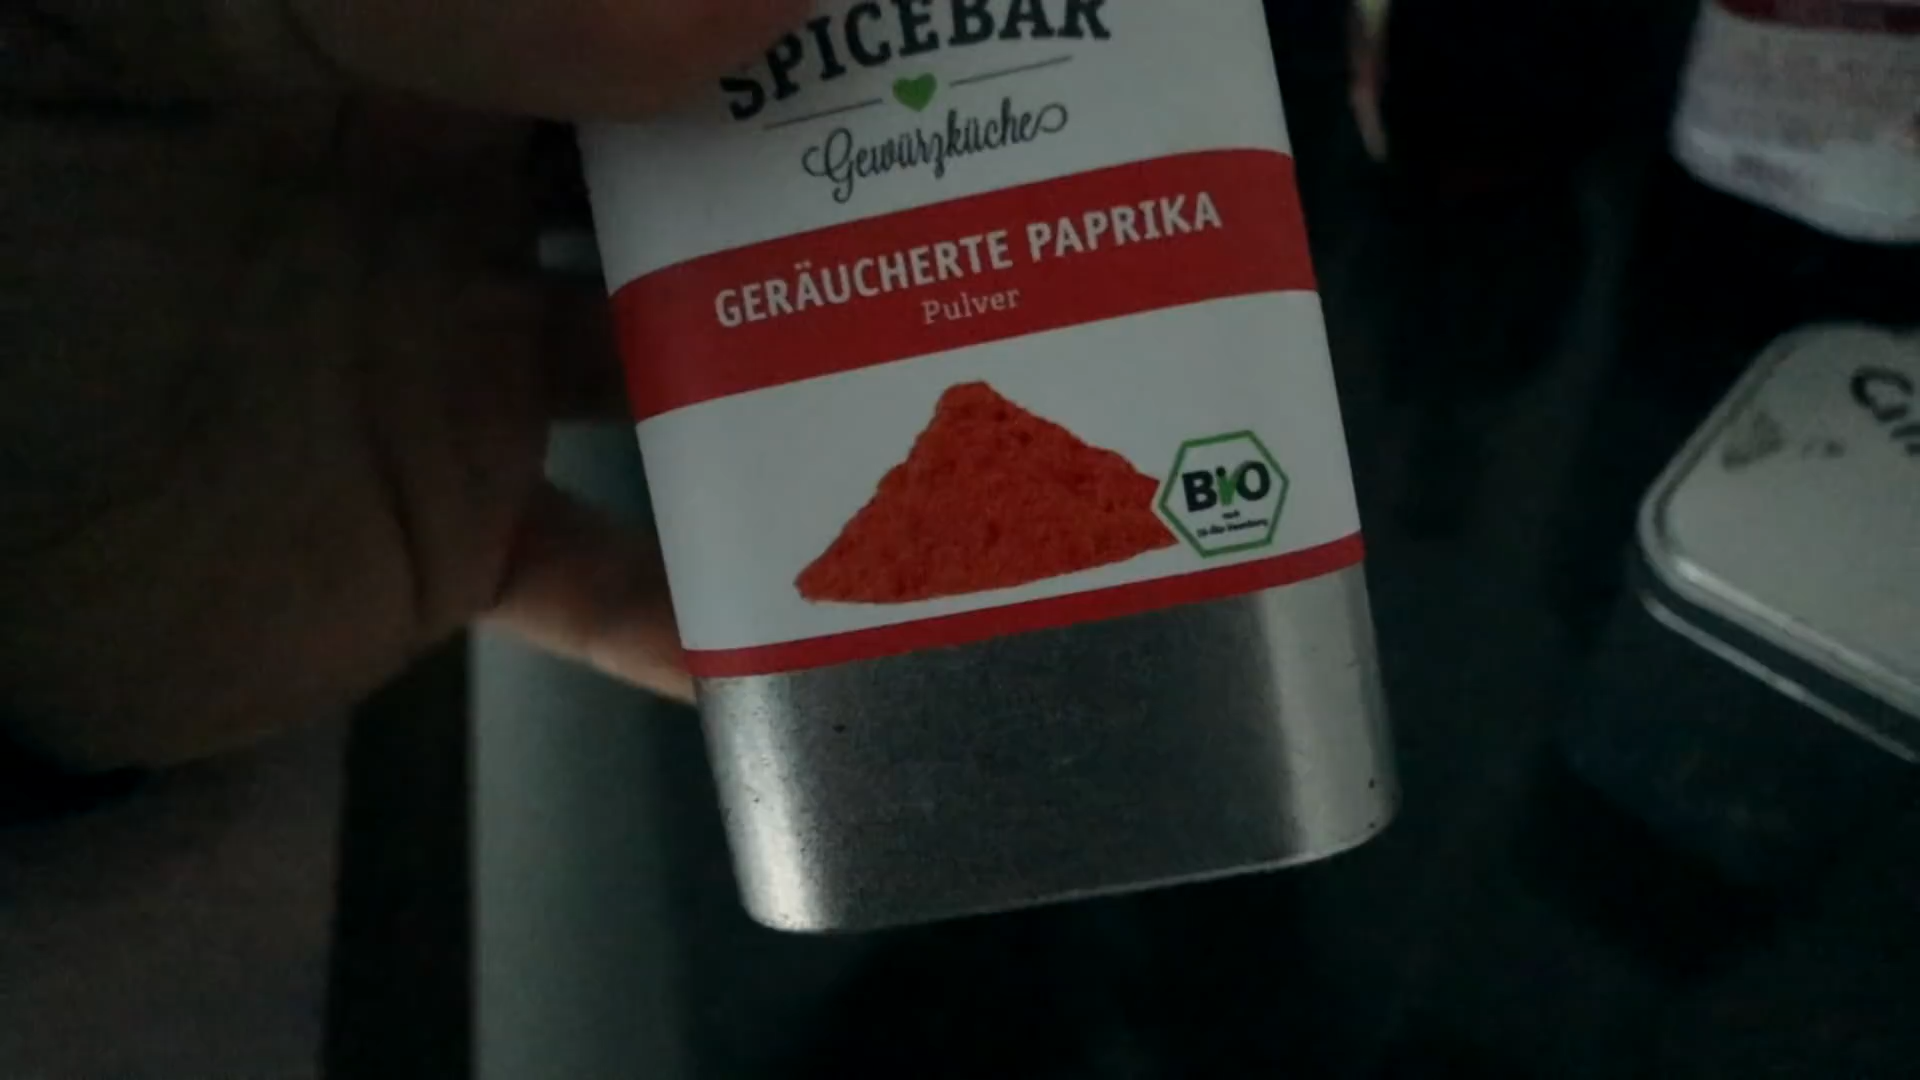 SPICEBAR
Gewürzküche
GERÄUCHERTE PAPRIKA
Pulver
BIO